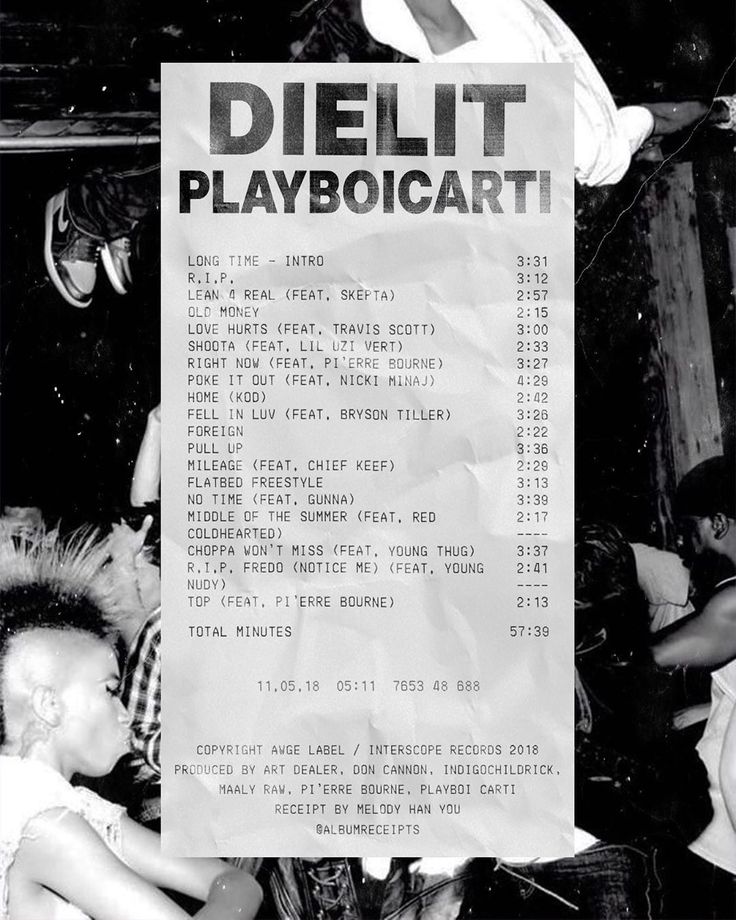 DIELIT
PLAYBOICARTI
LONG TIME - INTRO 3:31
R.I.P. 3:12
LEAN 4 REAL (FEAT. SKEPTA) 2:57
OLD MONEY 2:15
LOVE HURTS (FEAT. TRAVIS SCOTT) 3:00
SHOOTA (FEAT. LIL UZI VERT) 2:33
RIGHT NOW (FEAT. PI'ERRE BOURNE) 3:27
POKE IT OUT (FEAT. NICKI MINAJ) 4:29
HOME (KOD) 2:42
FELL IN LUV (FEAT. BRYSON TILLER) 3:26
FOREIGN 2:22
PULL UP 3:36
MILEAGE (FEAT. CHIEF KEEF) 2:29
FLATBED FREESTYLE 3:13
NO TIME (FEAT. GUNNA) 3:39
MIDDLE OF THE SUMMER (FEAT. RED 2:17
COLDHEARTED) ----
CHOPPA WON'T MISS (FEAT. YOUNG THUG) 3:37
R.I.P. FREDO (NOTICE ME) (FEAT. YOUNG 2:41
NUDY) ----
TOP (FEAT. PI'ERRE BOURNE) 2:13
TOTAL MINUTES 57:39
11.05.18 05:11 7653 48 688
COPYRIGHT AWGE LABEL / INTERSCOPE RECORDS 2018
PRODUCED BY ART DEALER, DON CANNON, INDIGOCHILDRICK,
MAALY RAW, PI'ERRE BOURNE, PLAYBOI CARTI
RECEIPT BY MELODY HAN YOU
@ALBUMRECEIPTS